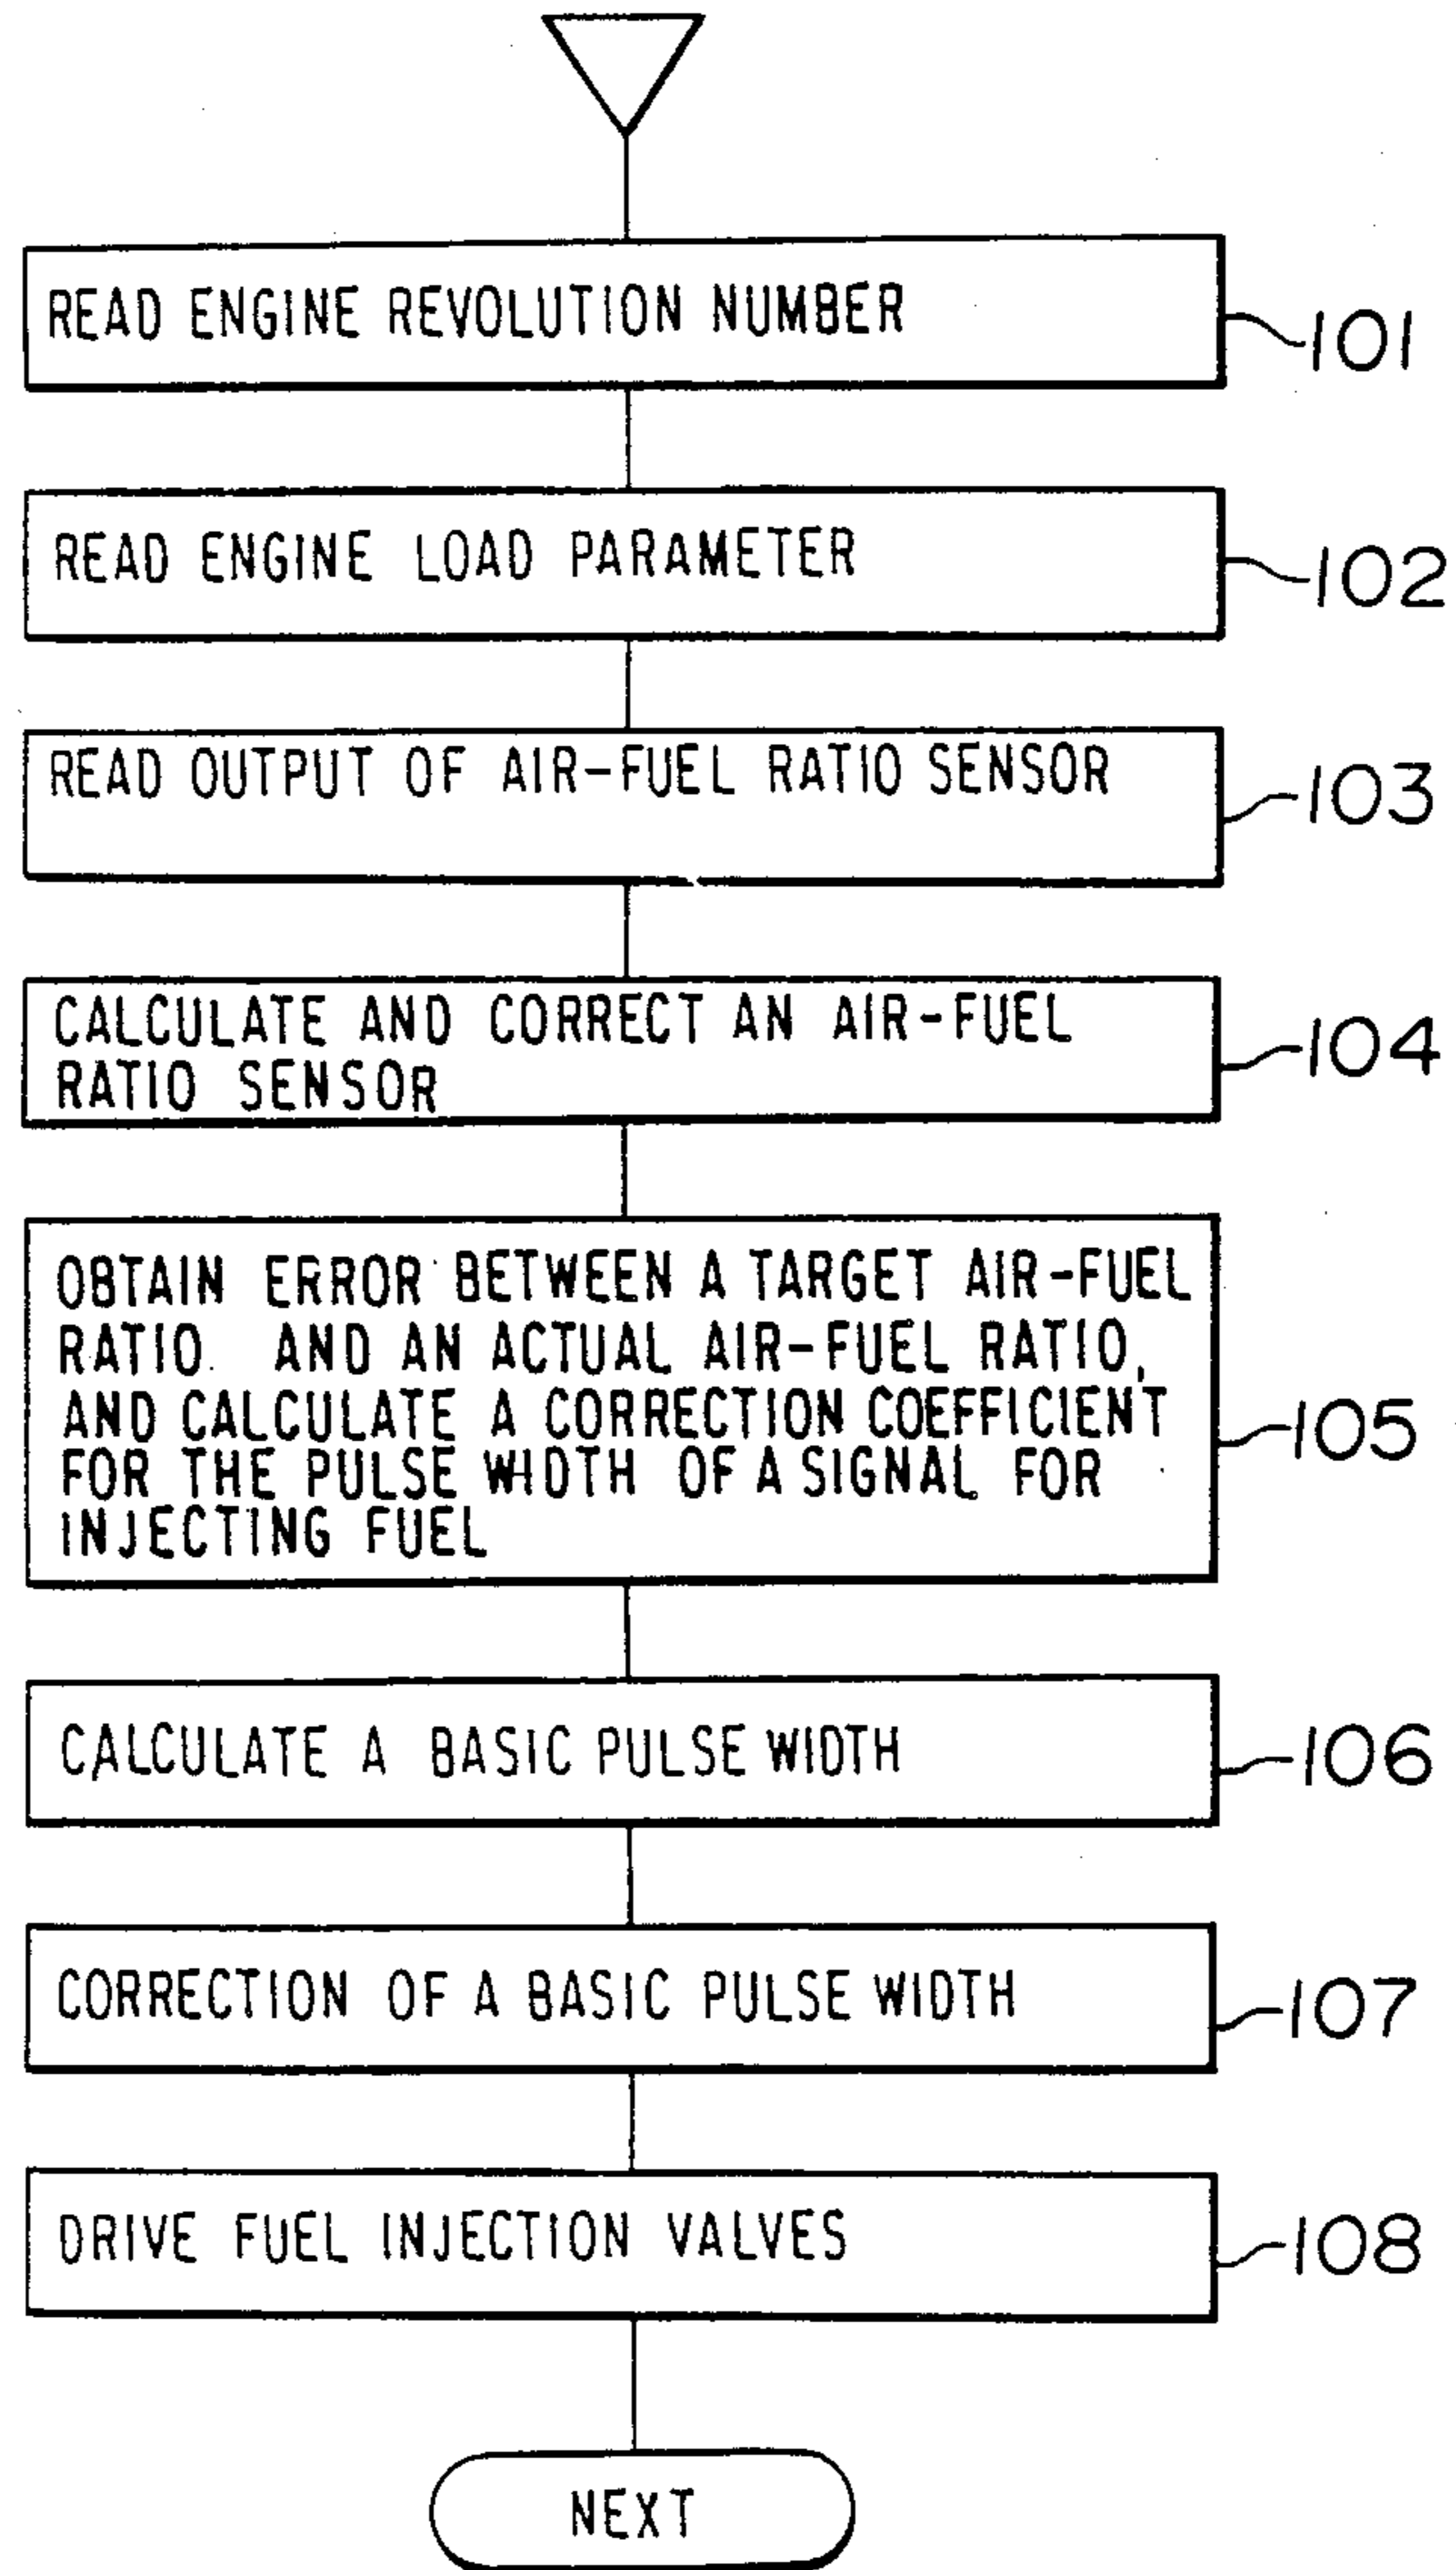 READ ENGINE REVOLUTION NUMBER
101
READ ENGINE LOAD PARAMETER
102
READ OUTPUT OF AIR-FUEL RATIO SENSOR
103
CALCULATE AND CORRECT AN AIR-FUEL
RATIO SENSOR
104
OBTAIN ERROR BETWEEN A TARGET AIR-FUEL
RATIO AND AN ACTUAL AIR-FUEL RATIO,
AND CALCULATE A CORRECTION COEFFICIENT
FOR THE PULSE WIDTH OF A SIGNAL FOR
INJECTING FUEL
105
CALCULATE A BASIC PULSE WIDTH
106
CORRECTION OF A BASIC PULSE WIDTH
107
DRIVE FUEL INJECTION VALVES
108
NEXT